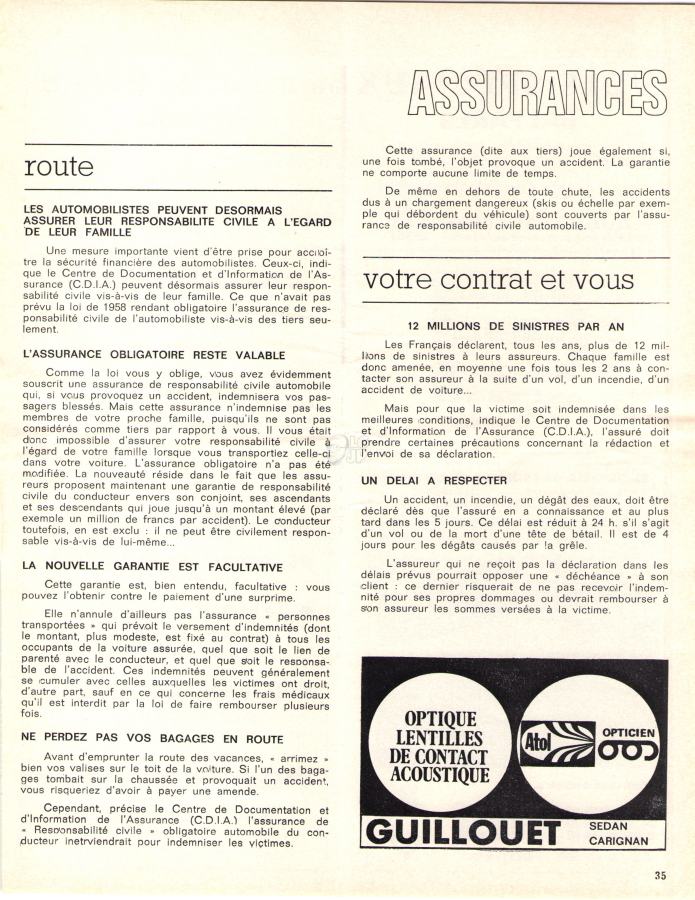 ASSURANCES
route
LES AUTOMOBILISTES PEUVENT DESORMAIS
ASSURER LEUR RESPONSABILITE CIVILE A L'EGARD
DE LEUR FAMILLE
Une mesure importante vient d'être prise pour accroî-
tre la sécurité financière des automobilistes. Ceux-ci, indi-
que le Centre de Documentation et d'Information de l'As-
surance (C.D.I.A.) peuvent désormais assurer leur respon-
sabilité civile vis-à-vis de leur famille. Ce que n'avait pas
prévu la loi de 1958 rendant obligatoire l'assurance de res-
ponsabilité civile de l'automobiliste vis-à-vis des tiers seu-
lement.
L'ASSURANCE OBLIGATOIRE RESTE VALABLE
Comme la loi vous y oblige, vous avez évidemment
souscrit une assurance de responsabilité civile automobile
qui, si vous provoquez un accident, indemnisera vos pas-
sagers blessés. Mais cette assurance n'indemnise pas les
membres de votre proche famille, puisqu'ils ne sont pas
considérés comme tiers par rapport à vous. Il vous était
donc impossible d'assurer votre responsabilité civile à
l'égard de votre famille lorsque vous transportiez celle-ci
dans votre voiture. L'assurance obligatoire n'a pas été
modifiée. La nouveauté réside dans le fait que les assu-
reurs proposent maintenant une garantie de responsabilité
civile du conducteur envers son conjoint, ses ascendants
et ses descendants qui joue jusqu'à un montant élevé (par
exemple un million de francs par accident). Le conducteur
toutefois, en est exclu : il ne peut être civilement respon-
sable vis-à-vis de lui-même...
LA NOUVELLE GARANTIE EST FACULTATIVE
Cette garantie est, bien entendu, facultative : vous
pouvez l'obtenir contre le paiement d'une surprime.
Elle n'annule d'ailleurs pas l'assurance « personnes
transportées » qui prévoit le versement d'indemnités (dont
le montant, plus modeste, est fixé au contrat) à tous les
occupants de la voiture assurée, quel que soit le lien de
parenté avec le conducteur, et quel que soit le responsa-
ble de l'accident. Ces indemnités peuvent généralement
se cumuler avec celles auxquelles les victimes ont droit,
d'autre part, sauf en ce qui concerne les frais médicaux
qu'il est interdit par la loi de faire rembourser plusieurs
fois.
NE PERDEZ PAS VOS BAGAGES EN ROUTE
Avant d'emprunter la route des vacances, « arrimez »
bien vos valises sur le toit de la voiture. Si l'un des baga-
ges tombait sur la chaussée et provoquait un accident,
vous risqueriez d'avoir à payer une amende.
Cependant, précise le Centre de Documentation et
d'Information de l'Assurance (C.D.I.A.) l'assurance de
« Responsabilité civile » obligatoire automobile du con-
ducteur inetrviendrait pour indemniser les victimes.
Cette assurance (dite aux tiers) joue également si,
une fois tombé, l'objet provoque un accident. La garantie
ne comporte aucune limite de temps.
De même en dehors de toute chute, les accidents
dus à un chargement dangereux (skis ou échelle par exem-
ple qui débordent du véhicule) sont couverts par l'assu-
rance de responsabilité civile automobile.
votre contrat et vous
12 MILLIONS DE SINISTRES PAR AN
Les Français déclarent, tous les ans, plus de 12 mil-
lions de sinistres à leurs assureurs. Chaque famille est
donc amenée, en moyenne une fois tous les 2 ans à con-
tacter son assureur à la suite d'un vol, d'un incendie, d'un
accident de voiture...
Mais pour que la victime soit indemnisée dans les
meilleures conditions, indique le Centre de Documentation
et d'Information de l'Assurance (C.D.I.A.), l'assuré doit
prendre certaines précautions concernant la rédaction et
l'envoi de sa déclaration.
UN DELAI A RESPECTER
Un accident, un incendie, un dégât des eaux, doit être
déclaré dès que l'assuré en a connaissance et au plus
tard dans les 5 jours. Ce délai est réduit à 24 h. s'il s'agit
d'un vol ou de la mort d'une tête de bétail. Il est de 4
jours pour les dégâts causés par la grêle.
L'assureur qui ne reçoit pas la déclaration dans les
délais prévus pourrait opposer une « déchéance » à son
client : ce dernier risquerait de ne pas recevoir l'indem-
nité pour ses propres dommages ou devrait rembourser à
son assureur les sommes versées à la victime.
OPTIQUE
LENTILLES
DE CONTACT
ACOUSTIQUE
Atol
OPTICIEN
GUILLOUET
SEDAN
CARIGNAN
35